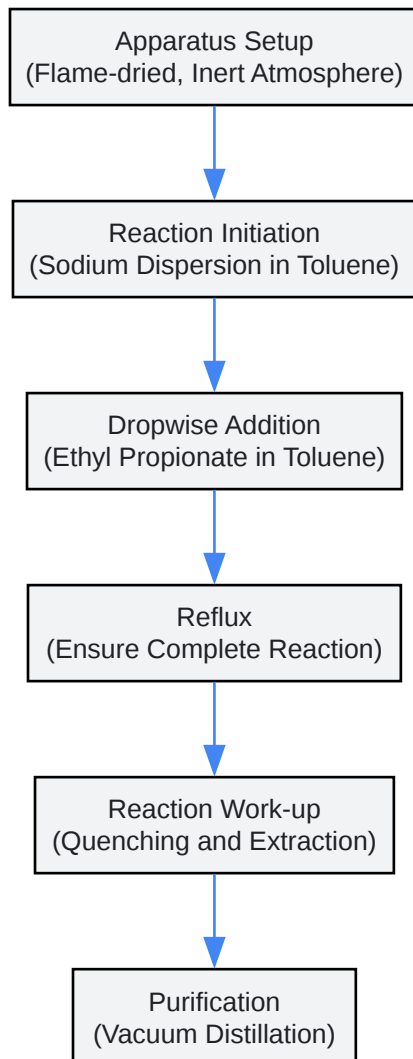 Apparatus Setup
(Flame-dried, Inert Atmosphere)
Reaction Initiation
(Sodium Dispersion in Toluene)
Dropwise Addition
(Ethyl Propionate in Toluene)
Reflux
(Ensure Complete Reaction)
Reaction Work-up
(Quenching and Extraction)
Purification
(Vacuum Distillation)